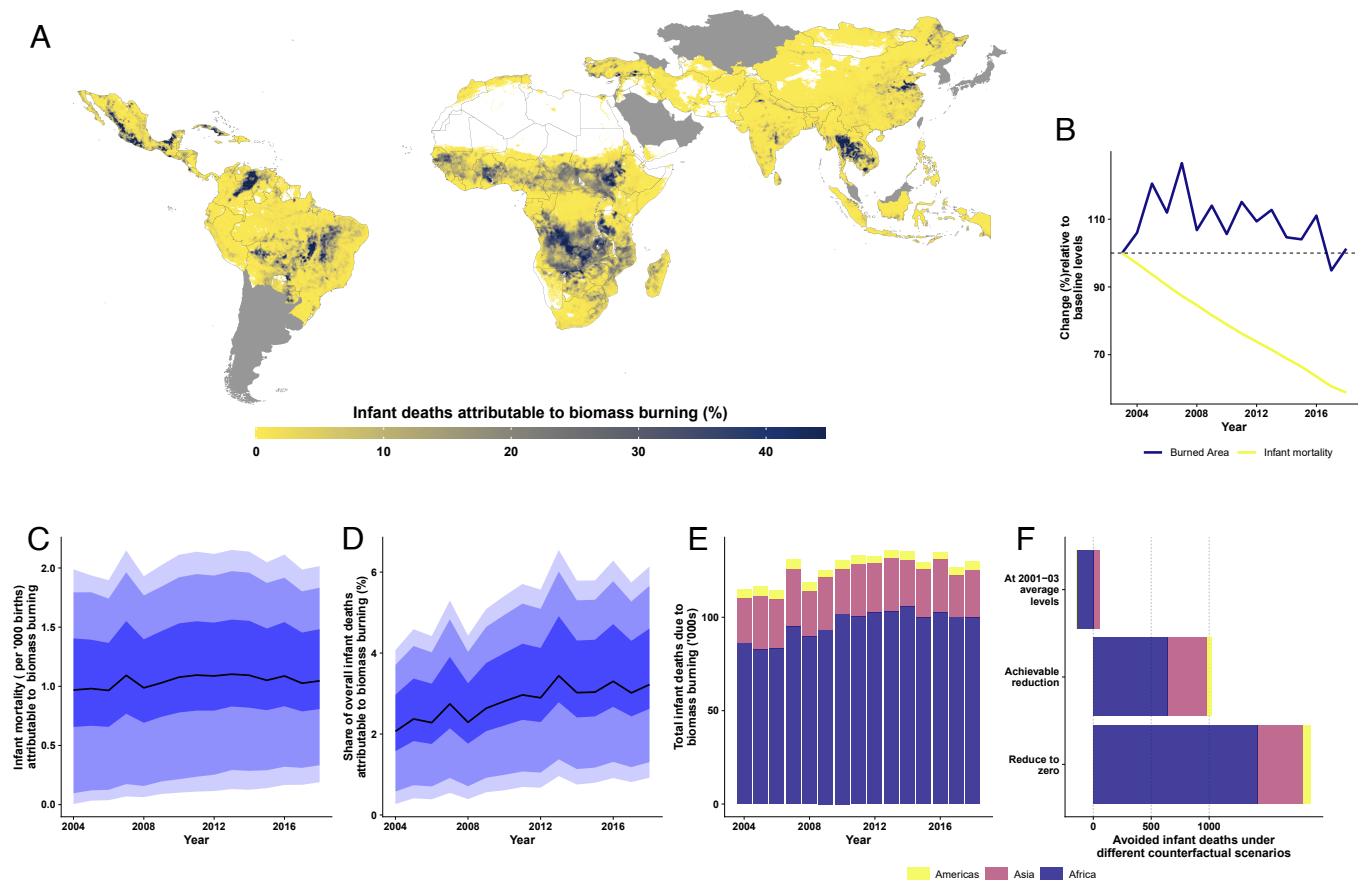 A
Infant deaths attributable to biomass burning (%)
0 10 20 30 40
B
Change (%)relative to
baseline levels
110
90
70
2004 2008 2012 2016
Year
Burned Area Infant mortality
C
Infant mortality ( per '000 births)
attributable to biomass burning
2.0
1.5
1.0
0.5
0.0
2004 2008 2012 2016
Year
D
Share of overall infant deaths
attributable to biomass burning (%)
6
4
2
0
2004 2008 2012 2016
Year
E
Total infant deaths due to
biomass burning ('000s)
100
50
0
2004 2008 2012 2016
Year
F
At 2001−03
average
levels
Achievable
reduction
Reduce to
zero
0 500 1000
Avoided infant deaths under
different counterfactual scenarios
Americas Asia Africa